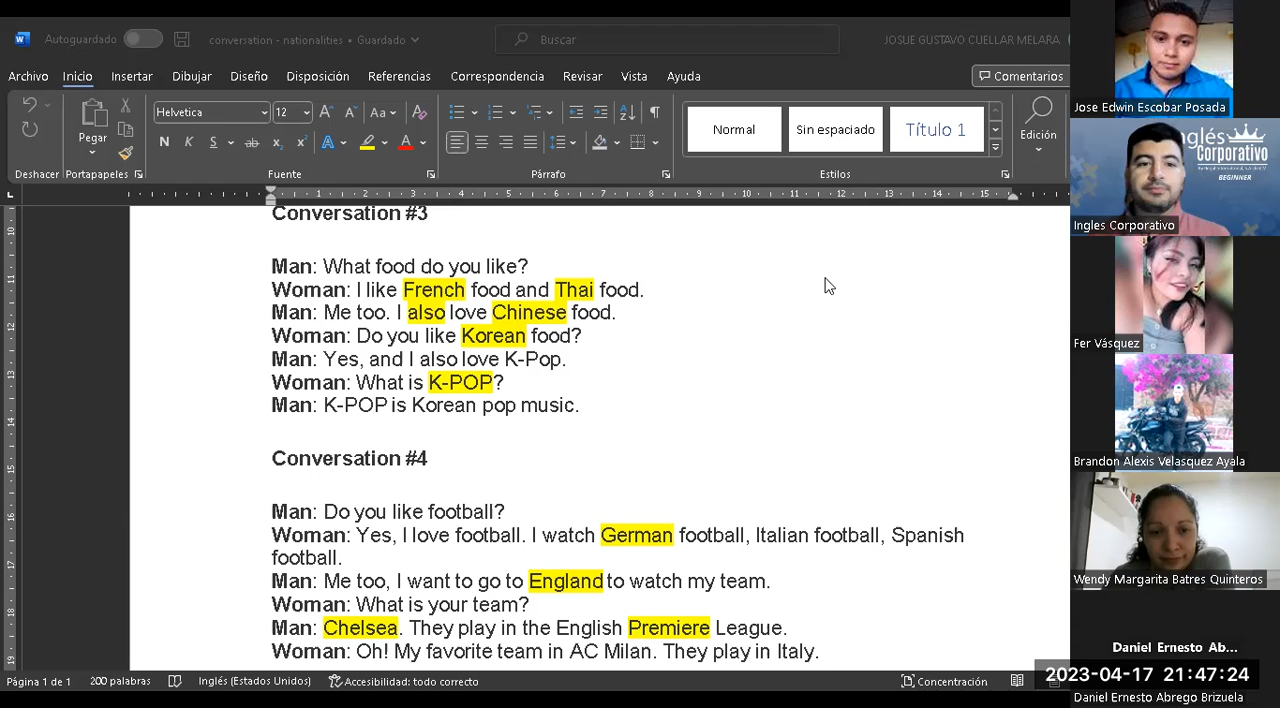 Autoguardado
conversation - nationalities • Guardado
Buscar
JOSUE GUSTAVO CUELLAR MELARA
Archivo Inicio Insertar Dibujar Diseño Disposición Referencias Correspondencia Revisar Vista Ayuda
Comentarios
Pegar
Helvetica 12
Normal Sin espaciado Título 1
Edición
Deshacer Portapapeles Fuente Párrafo Estilos
Conversation #3
Man: What food do you like?
Woman: I like French food and Thai food.
Man: Me too. I also love Chinese food.
Woman: Do you like Korean food?
Man: Yes, and I also love K-Pop.
Woman: What is K-POP?
Man: K-POP is Korean pop music.
Conversation #4
Man: Do you like football?
Woman: Yes, I love football. I watch German football, Italian football, Spanish
football.
Man: Me too, I want to go to England to watch my team.
Woman: What is your team?
Man: Chelsea. They play in the English Premiere League.
Woman: Oh! My favorite team in AC Milan. They play in Italy.
Página 1 de 1 200 palabras Inglés (Estados Unidos) Accesibilidad: todo correcto Concentración
Jose Edwin Escobar Posada
Inglés
Corporativo
BEGINNER
Ingles Corporativo
Fer Vásquez
Brandon Alexis Velasquez Ayala
Wendy Margarita Batres Quinteros
Daniel Ernesto Ab...
2023-04-17 21:47:24
Daniel Ernesto Abrego Brizuela